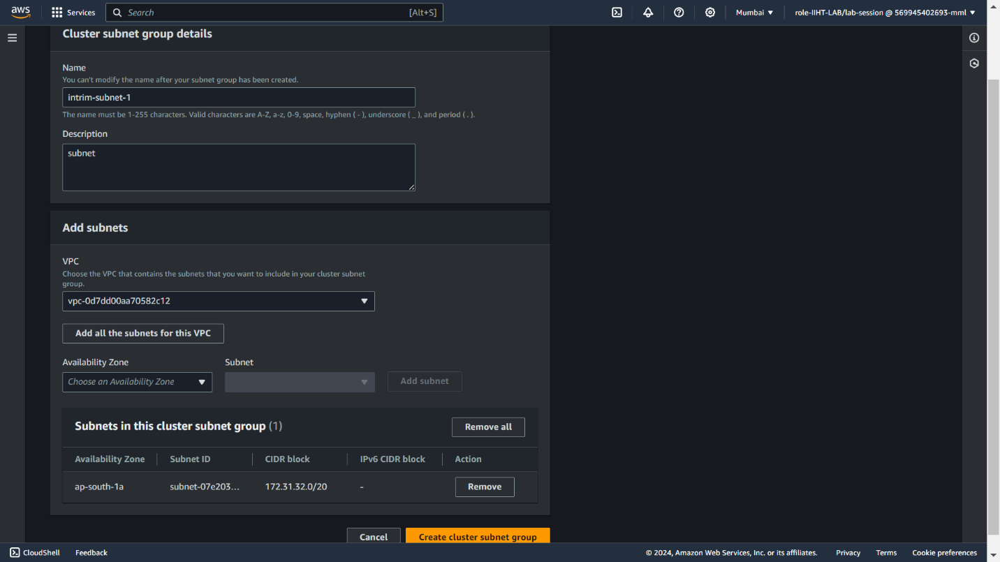 aws
Services
Search
[Alt+S]
Mumbai
role-IIHT-LAB/lab-session @ 569945402693-mml
Cluster subnet group details
Name
You can't modify the name after your subnet group has been created.
intrim-subnet-1
The name must be 1-255 characters. Valid characters are A-Z, a-z, 0-9, space, hyphen ( - ), underscore ( _ ), and period ( . ).
Description
subnet
Add subnets
VPC
Choose the VPC that contains the subnets that you want to include in your cluster subnet
group.
vpc-0d7dd00aa70582c12
Add all the subnets for this VPC
Availability Zone
Subnet
Choose an Availability Zone
Add subnet
Subnets in this cluster subnet group (1)
Remove all
Availability Zone
Subnet ID
CIDR block
IPv6 CIDR block
Action
ap-south-1a
subnet-07e203...
172.31.32.0/20
-
Remove
Cancel
Create cluster subnet group
CloudShell
Feedback
© 2024, Amazon Web Services, Inc. or its affiliates.
Privacy
Terms
Cookie preferences